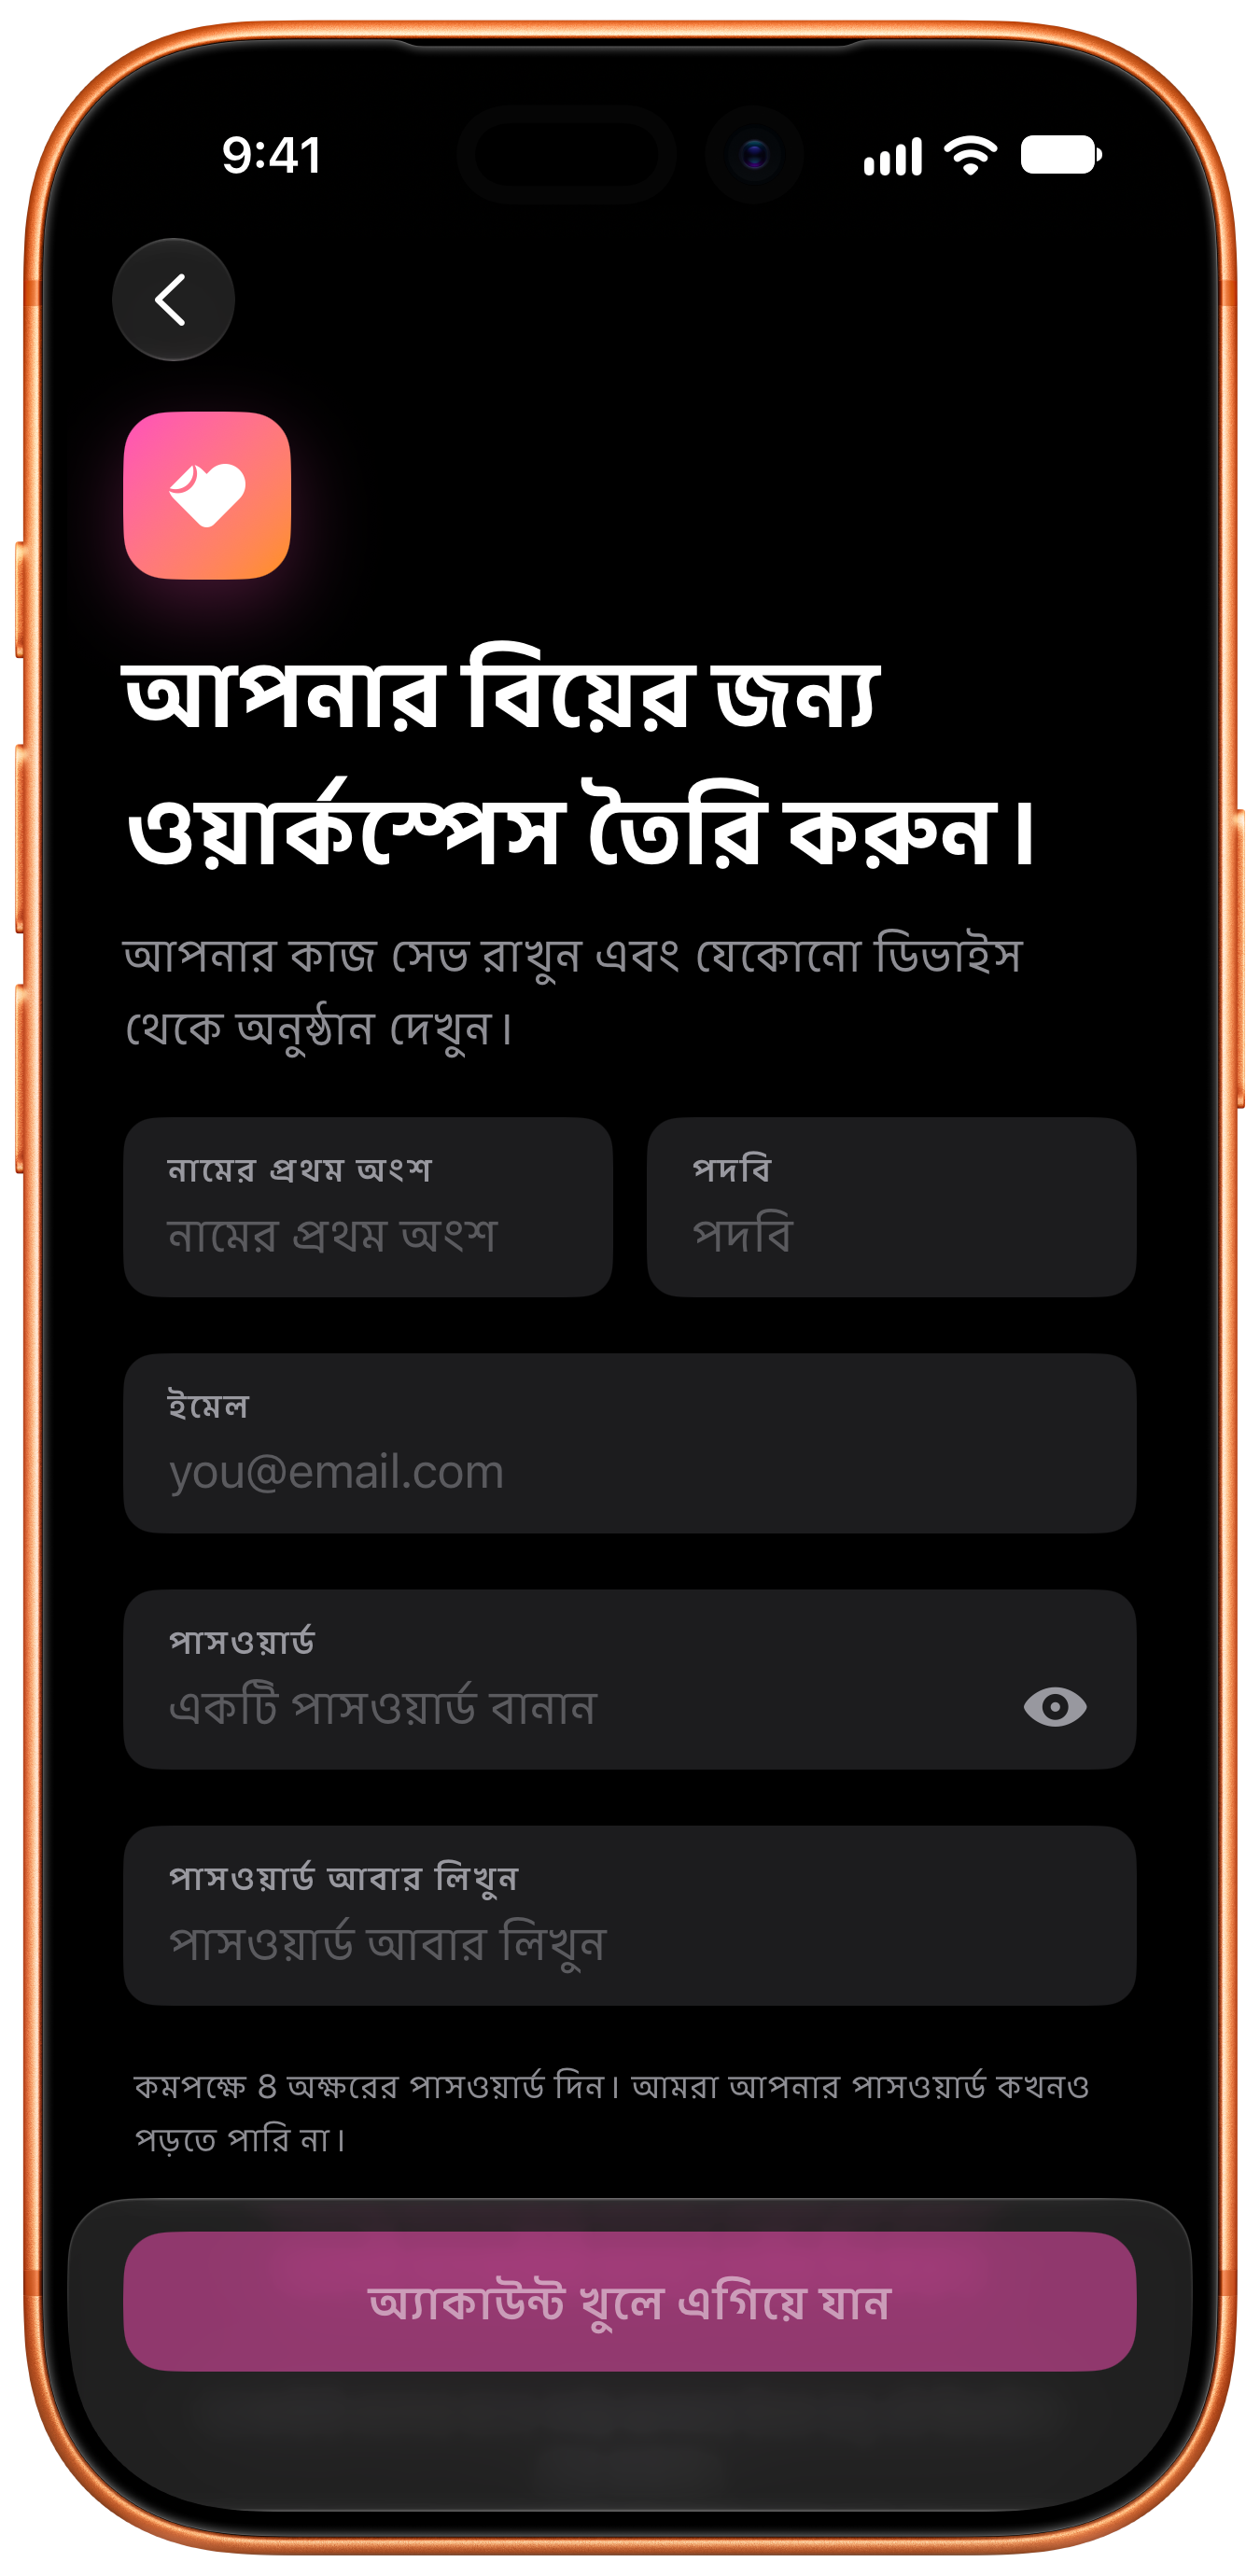 9:41
আপনার বিয়ের জন্য
ওয়ার্কস্পেস তৈরি করুন।
আপনার কাজ সেভ রাখুন এবং যেকোনো ডিভাইস
থেকে অনুষ্ঠান দেখুন।
নামের প্রথম অংশ
নামের প্রথম অংশ
পদবি
পদবি
ইমেল
you@email.com
পাসওয়ার্ড
একটি পাসওয়ার্ড বানান
পাসওয়ার্ড আবার লিখুন
পাসওয়ার্ড আবার লিখুন
কমপক্ষে 8 অক্ষরের পাসওয়ার্ড দিন। আমরা আপনার পাসওয়ার্ড কখনও
পড়তে পারি না।
অ্যাকাউন্ট খুলে এগিয়ে যান